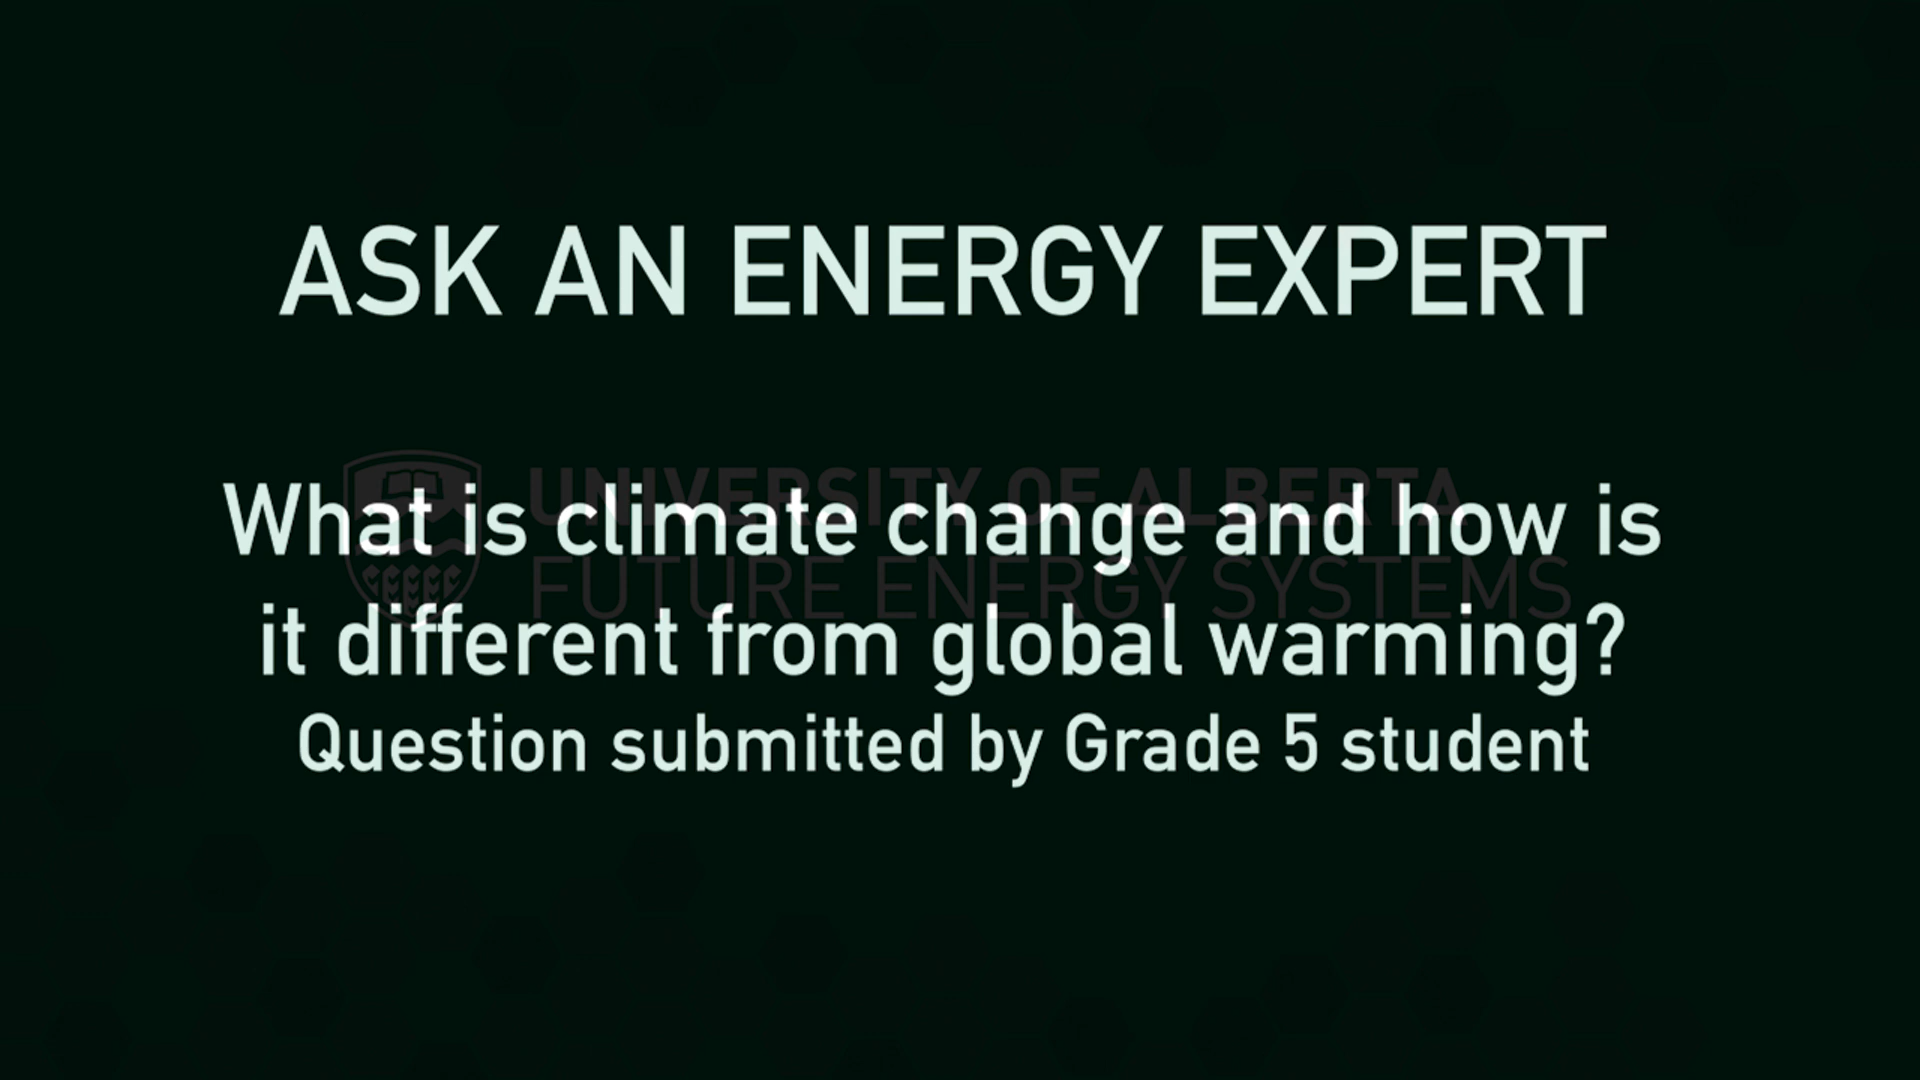 ASK AN ENERGY EXPERT
UNIVERSITY OF ALBERTA
What is climate change and how is
FUTURE ENERGY SYSTEMS
it different from global warming?
Question submitted by Grade 5 student